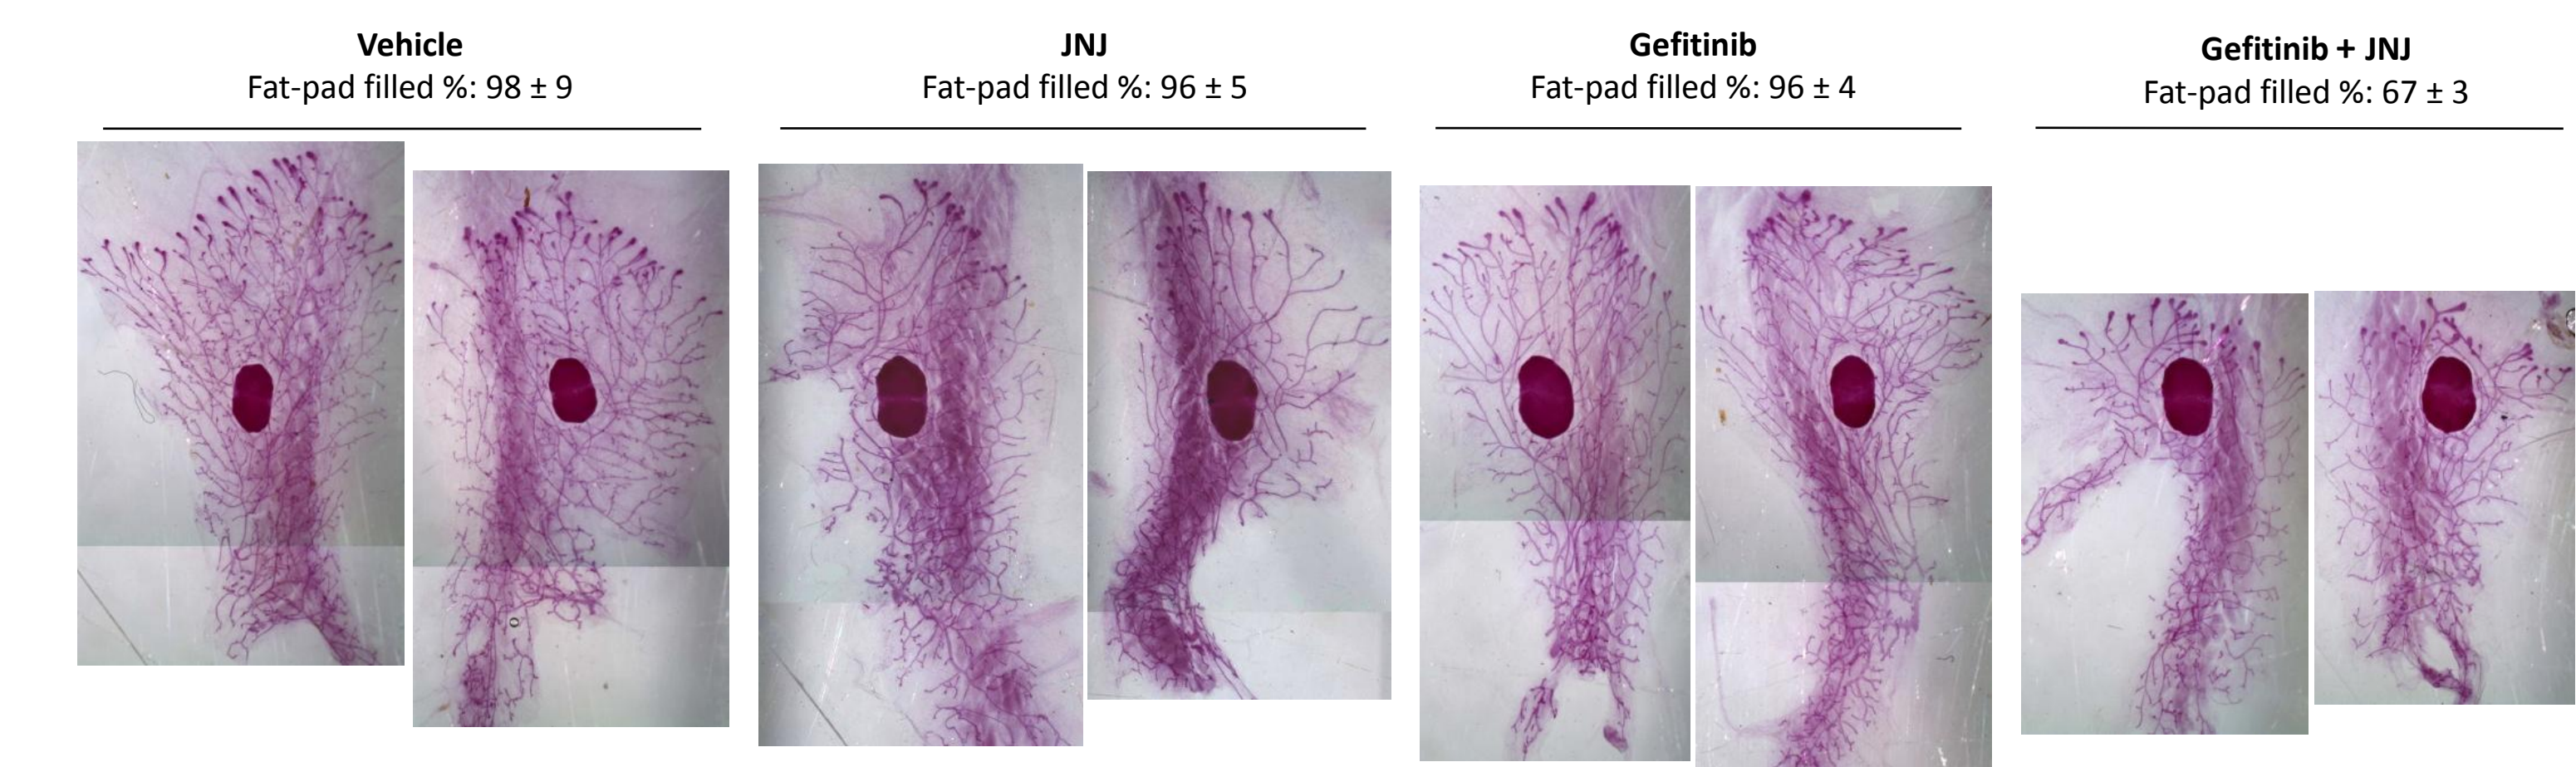 Vehicle
Fat-pad filled %: 98 ± 9
JNJ
Fat-pad filled %: 96 ± 5
Gefitinib
Fat-pad filled %: 96 ± 4
Gefitinib + JNJ
Fat-pad filled %: 67 ± 3